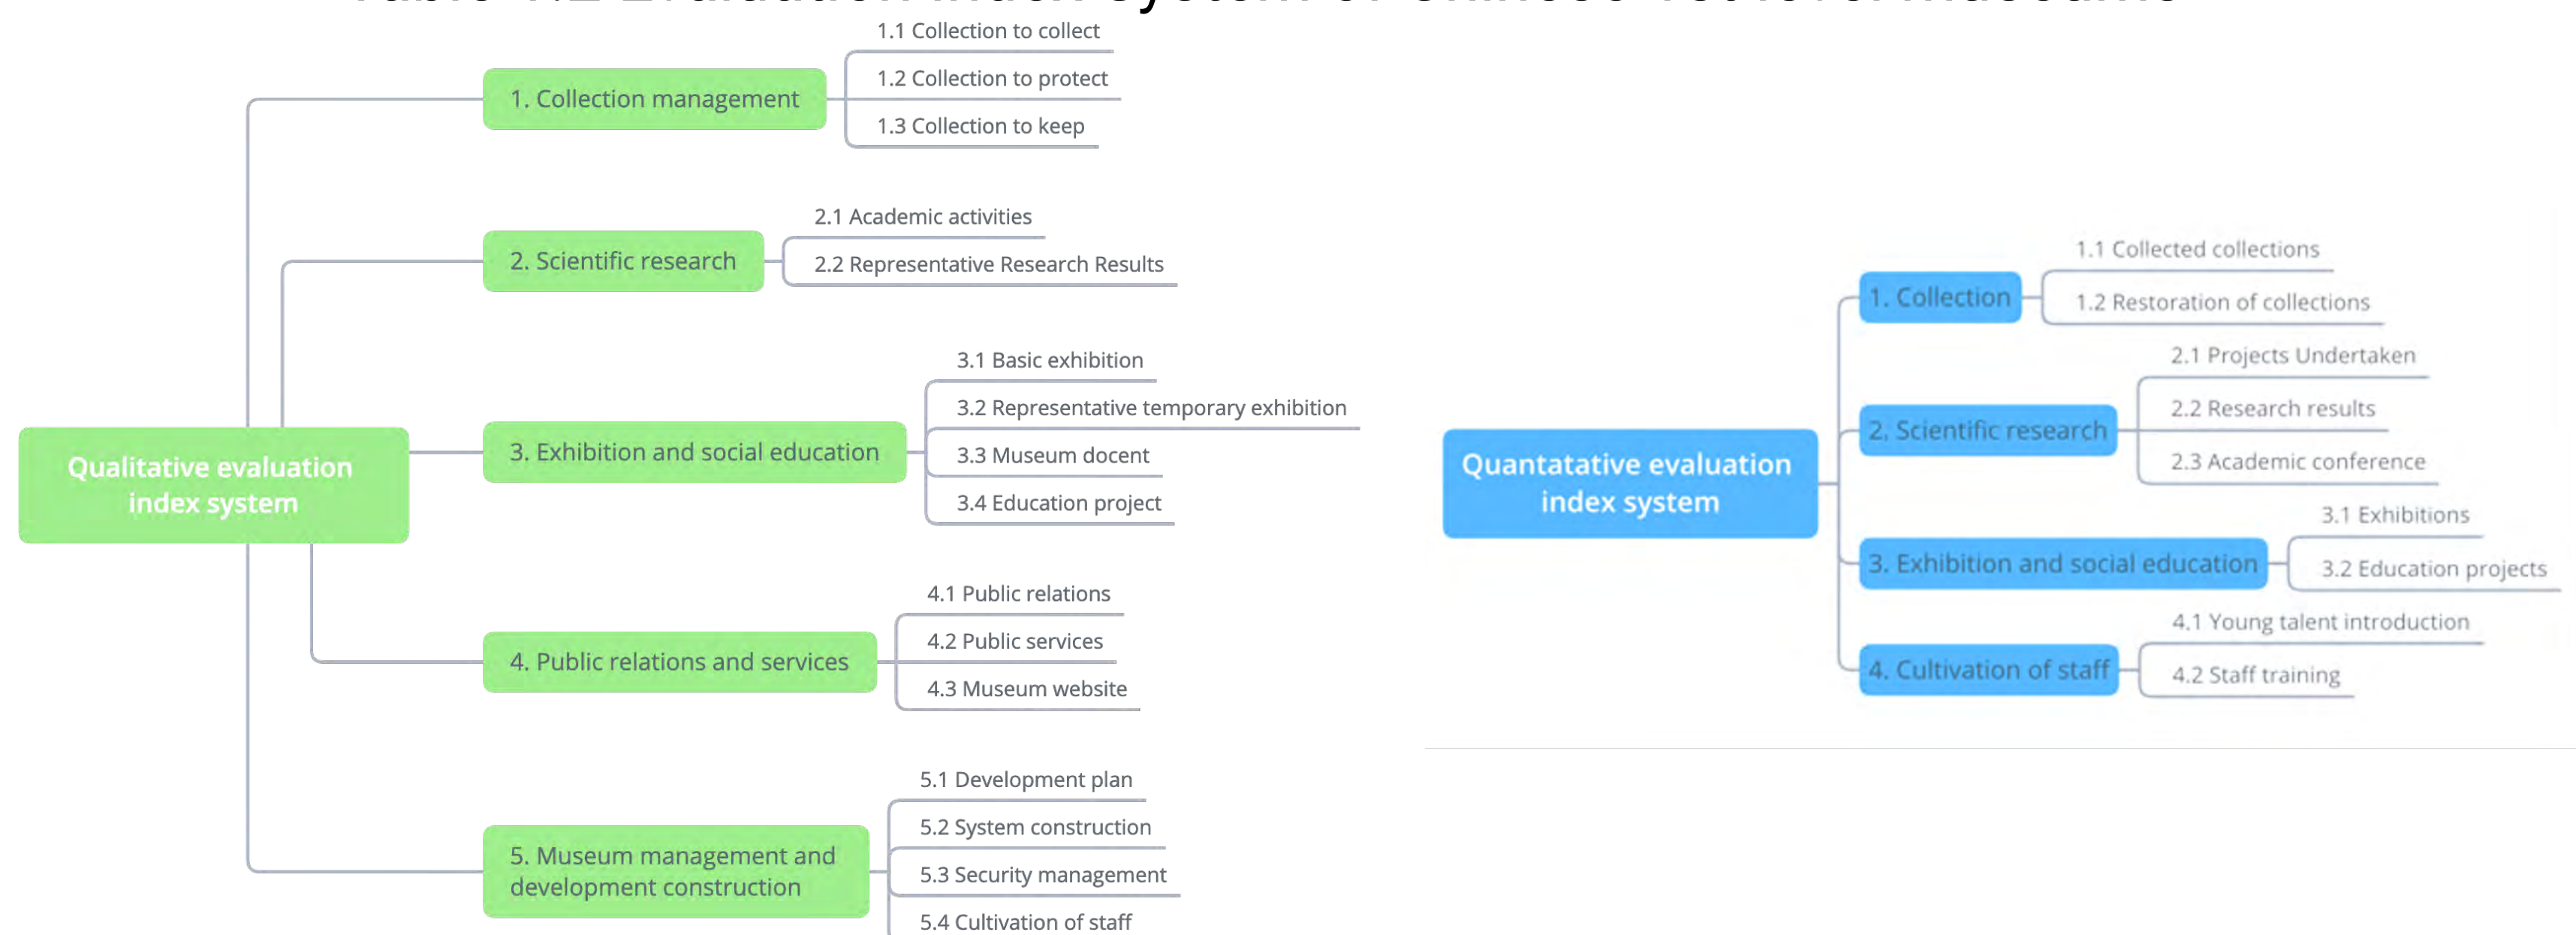 1.1 Collection to collect
1. Collection management
1.2 Collection to protect
1.3 Collection to keep
2.1 Academic activities
2. Scientific research
2.2 Representative Research Results
3.1 Basic exhibition
3.2 Representative temporary exhibition
3. Exhibition and social education
3.3 Museum docent
3.4 Education project
Qualitative evaluation
index system
4.1 Public relations
4. Public relations and services
4.2 Public services
4.3 Museum website
5.1 Development plan
5.2 System construction
5. Museum management and
development construction
5.3 Security management
5.4 Cultivation of staff
1.1 Collected collections
1. Collection
1.2 Restoration of collections
2.1 Projects Undertaken
2. Scientific research
2.2 Research results
2.3 Academic conference
Quantatative evaluation
index system
3.1 Exhibitions
3. Exhibition and social education
3.2 Education projects
4.1 Young talent introduction
4. Cultivation of staff
4.2 Staff training